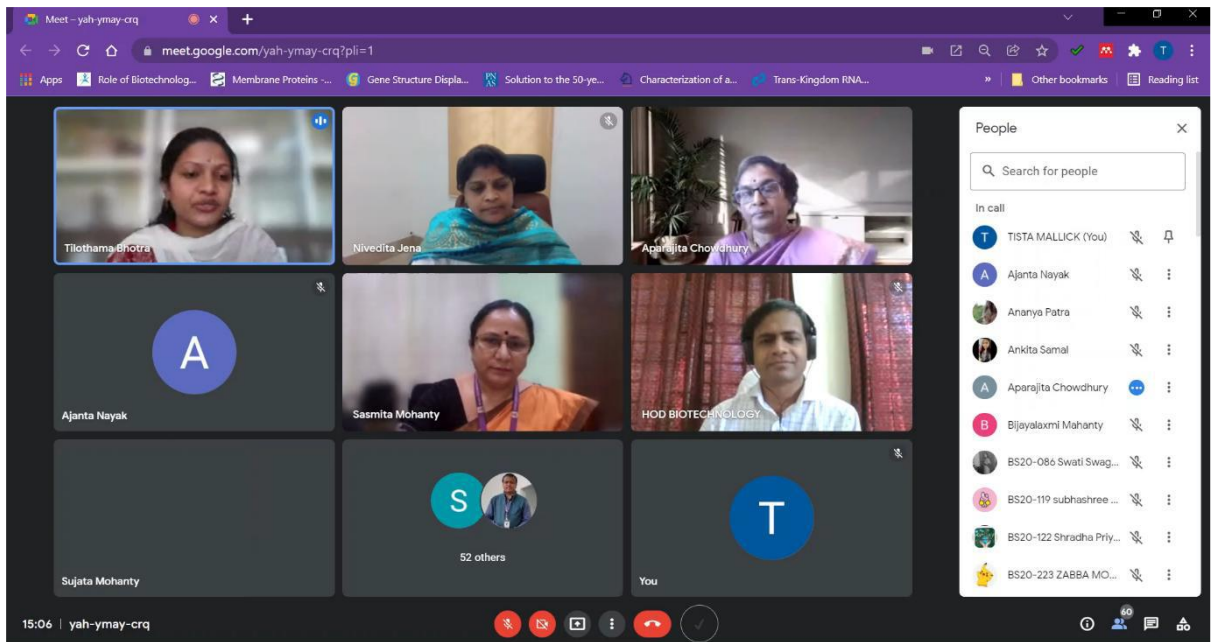 Meet – yah-ymay-crq
meet.google.com/yah-ymay-crq?pli=1
T
Apps
Role of Biotechnolog...
Membrane Proteins -...
Gene Structure Displa...
Solution to the 50-ye...
Characterization of a...
Trans-Kingdom RNA...
»
Other bookmarks
Reading list
Tilothama Bhotra
Nivedita Jena
Aparajita Chowdhury
A
Ajanta Nayak
Sasmita Mohanty
HOD BIOTECHNOLOGY
Sujata Mohanty
S
52 others
T
You
People
Search for people
In call
T TISTA MALLICK (You)
A Ajanta Nayak
Ananya Patra
Ankita Samal
A Aparajita Chowdhury
B Bijayalaxmi Mahanty
BS20-086 Swati Swag...
BS20-119 subhashree ...
BS20-122 Shradha Priy...
BS20-223 ZABBA MO...
15:06 | yah-ymay-crq
60